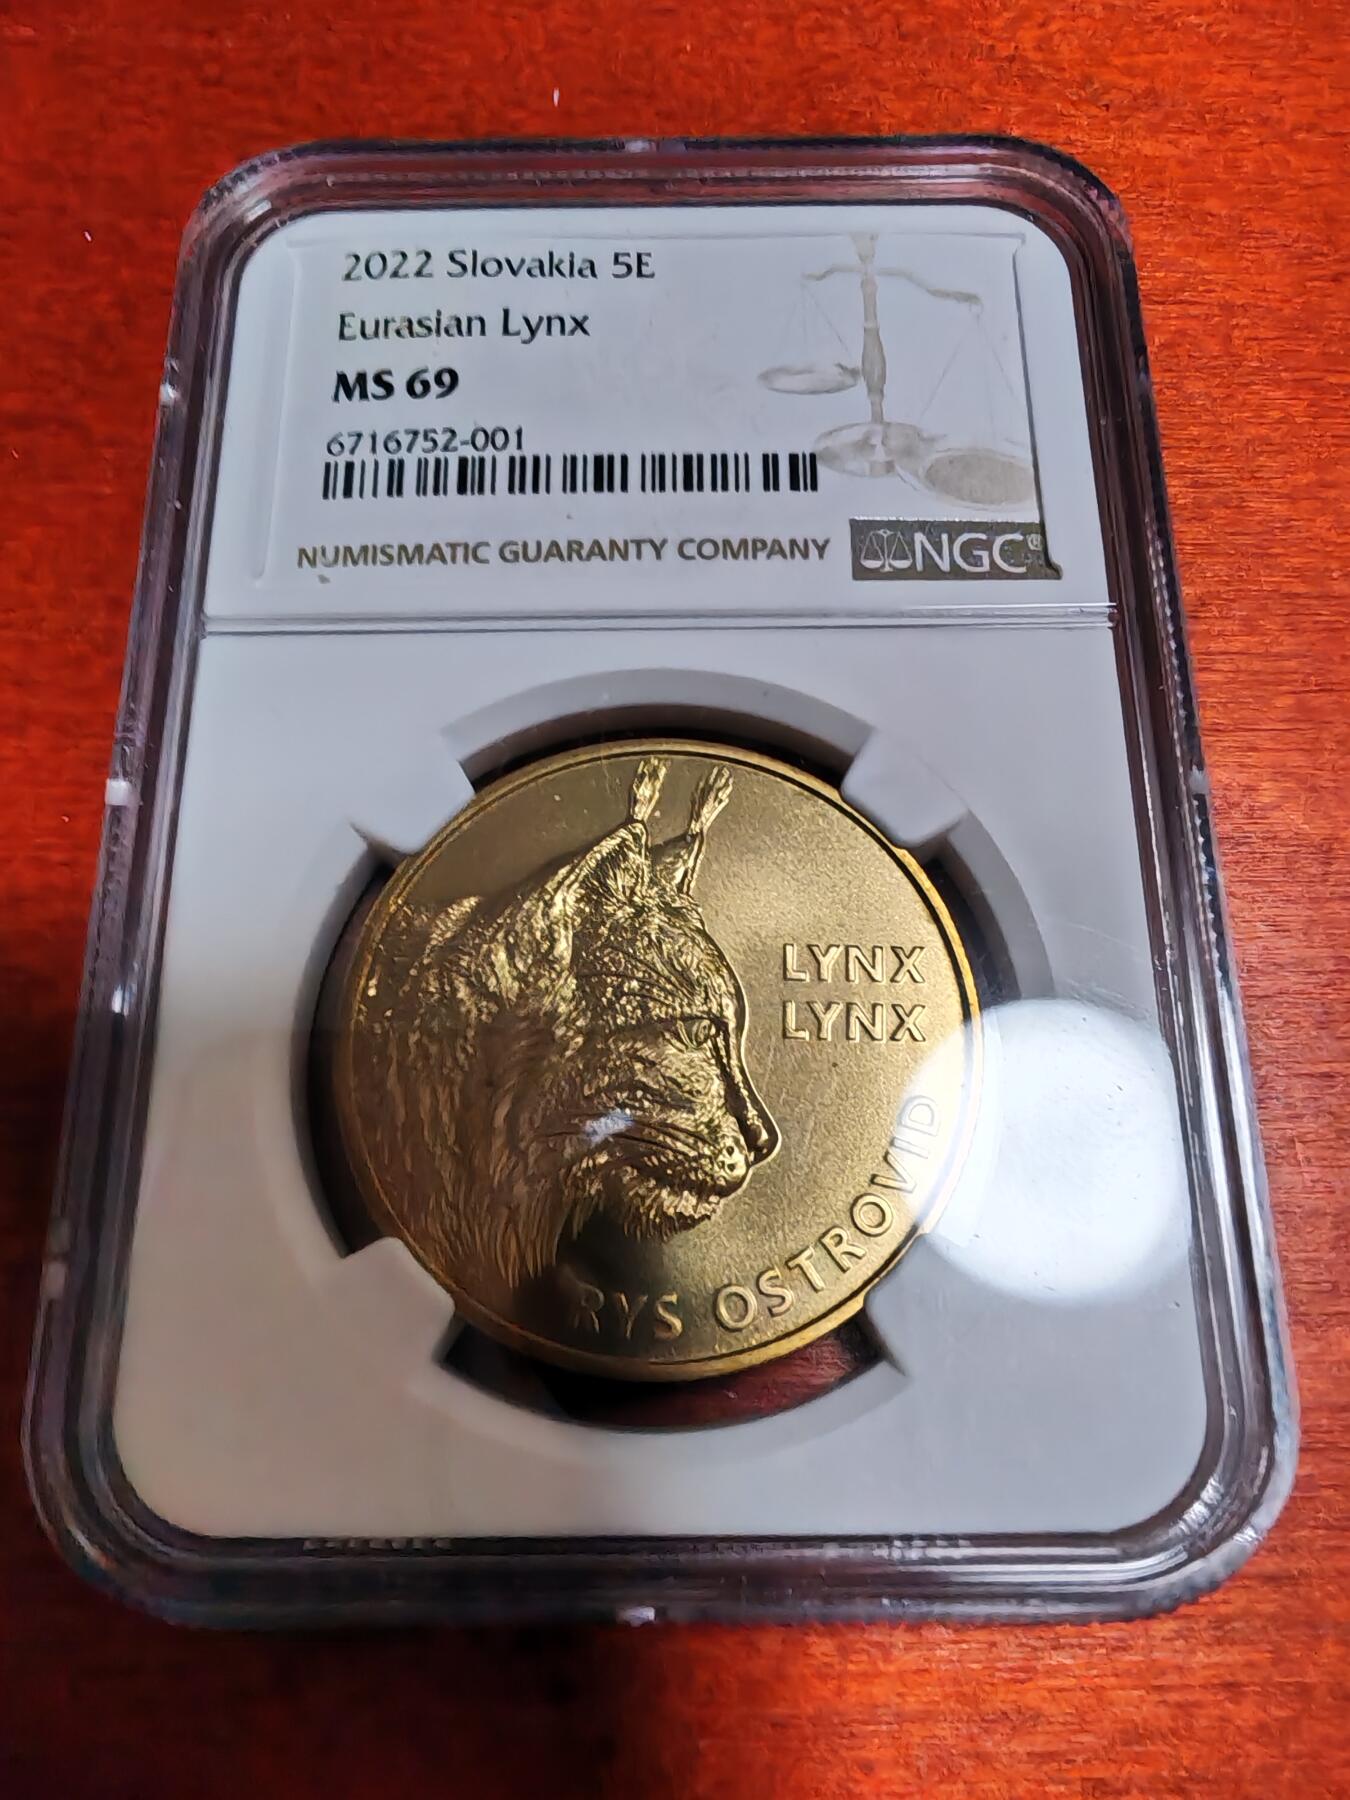 2022 Slovakia 5E
Eurasian Lynx
MS 69
6716752-001
NUMISMATIC GUARANTY COMPANY NGC
LYNX
LYNX
RYS OSTROVID